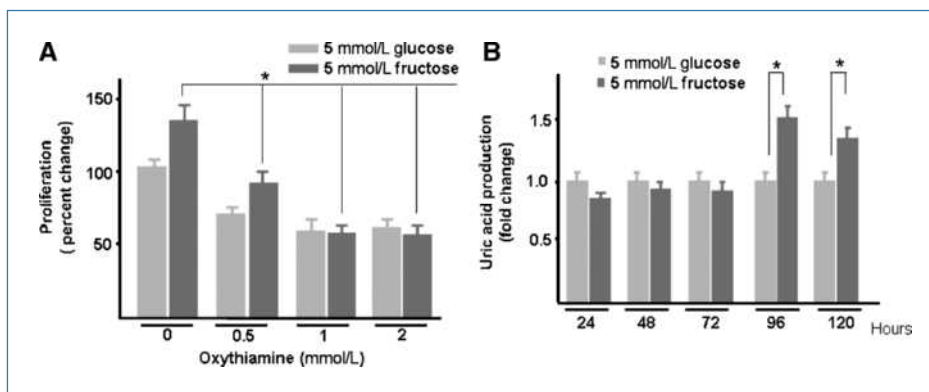 A
5 mmol/L glucose
5 mmol/L fructose
*
150
100
50
Proliferation
( percent change)
0 0.5 1 2
Oxythiamine (mmol/L)
B
5 mmol/L glucose
5 mmol/L fructose
* *
1.5
1.0
0.5
Uric acid production
(fold change)
24 48 72 96 120 Hours